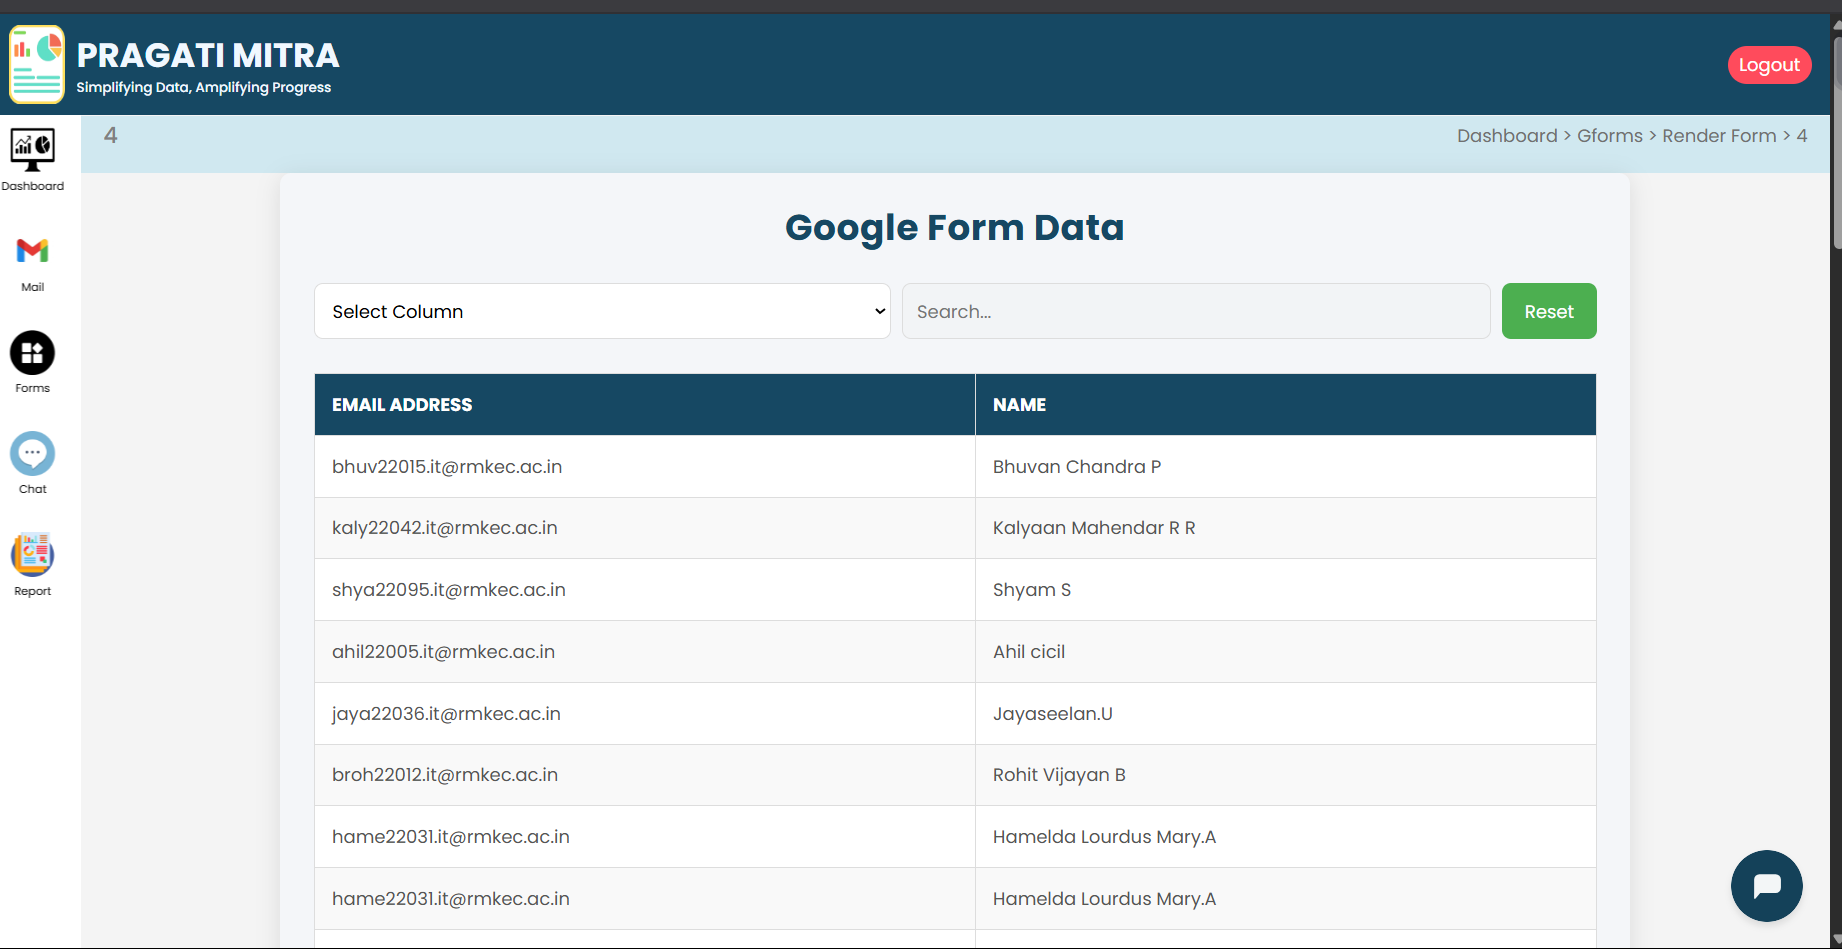 PRAGATI MITRA
Simplifying Data, Amplifying Progress
Logout
4
Dashboard > Gforms > Render Form > 4
Dashboard
Mail
Forms
Chat
Report
Google Form Data
Select Column
Search...
Reset
EMAIL ADDRESS NAME
bhuv22015.it@rmkec.ac.in Bhuvan Chandra P
kaly22042.it@rmkec.ac.in Kalyaan Mahendar R R
shya22095.it@rmkec.ac.in Shyam S
ahil22005.it@rmkec.ac.in Ahil cicil
jaya22036.it@rmkec.ac.in Jayaseelan.U
broh22012.it@rmkec.ac.in Rohit Vijayan B
hame22031.it@rmkec.ac.in Hamelda Lourdus Mary.A
hame22031.it@rmkec.ac.in Hamelda Lourdus Mary.A